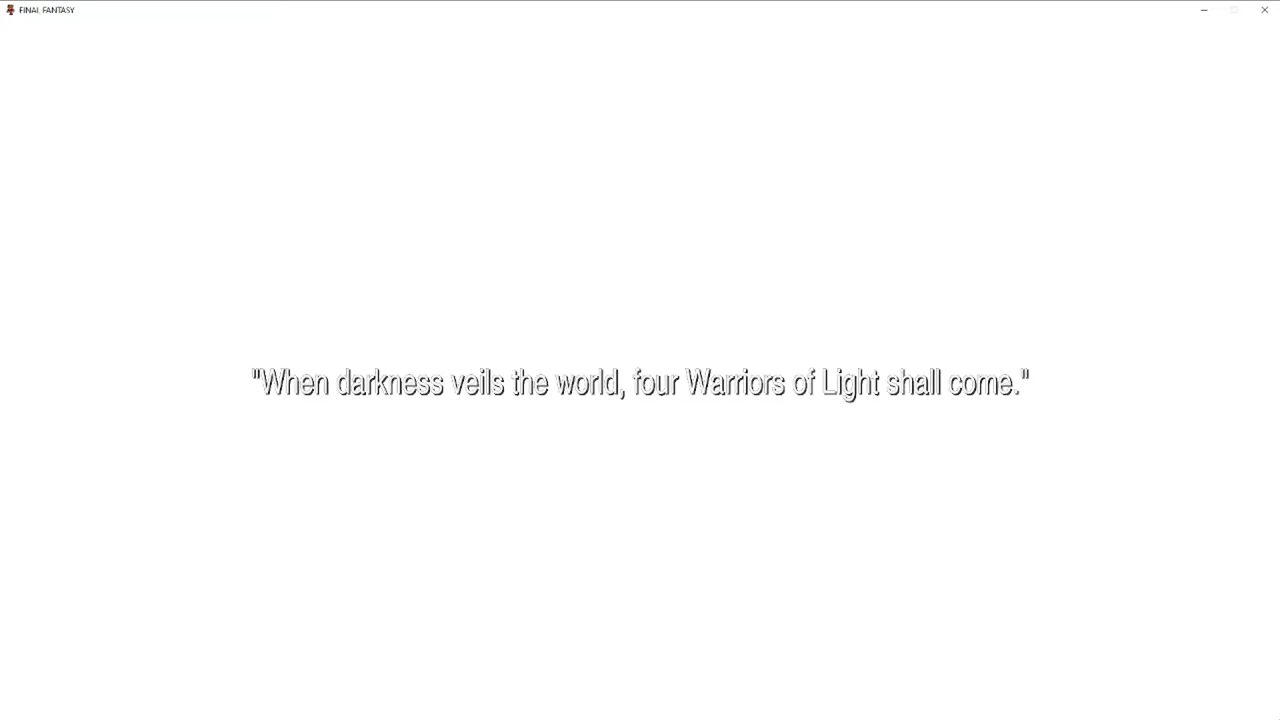 FINAL FANTASY
"When darkness veils the world, four Warriors of Light shall come."